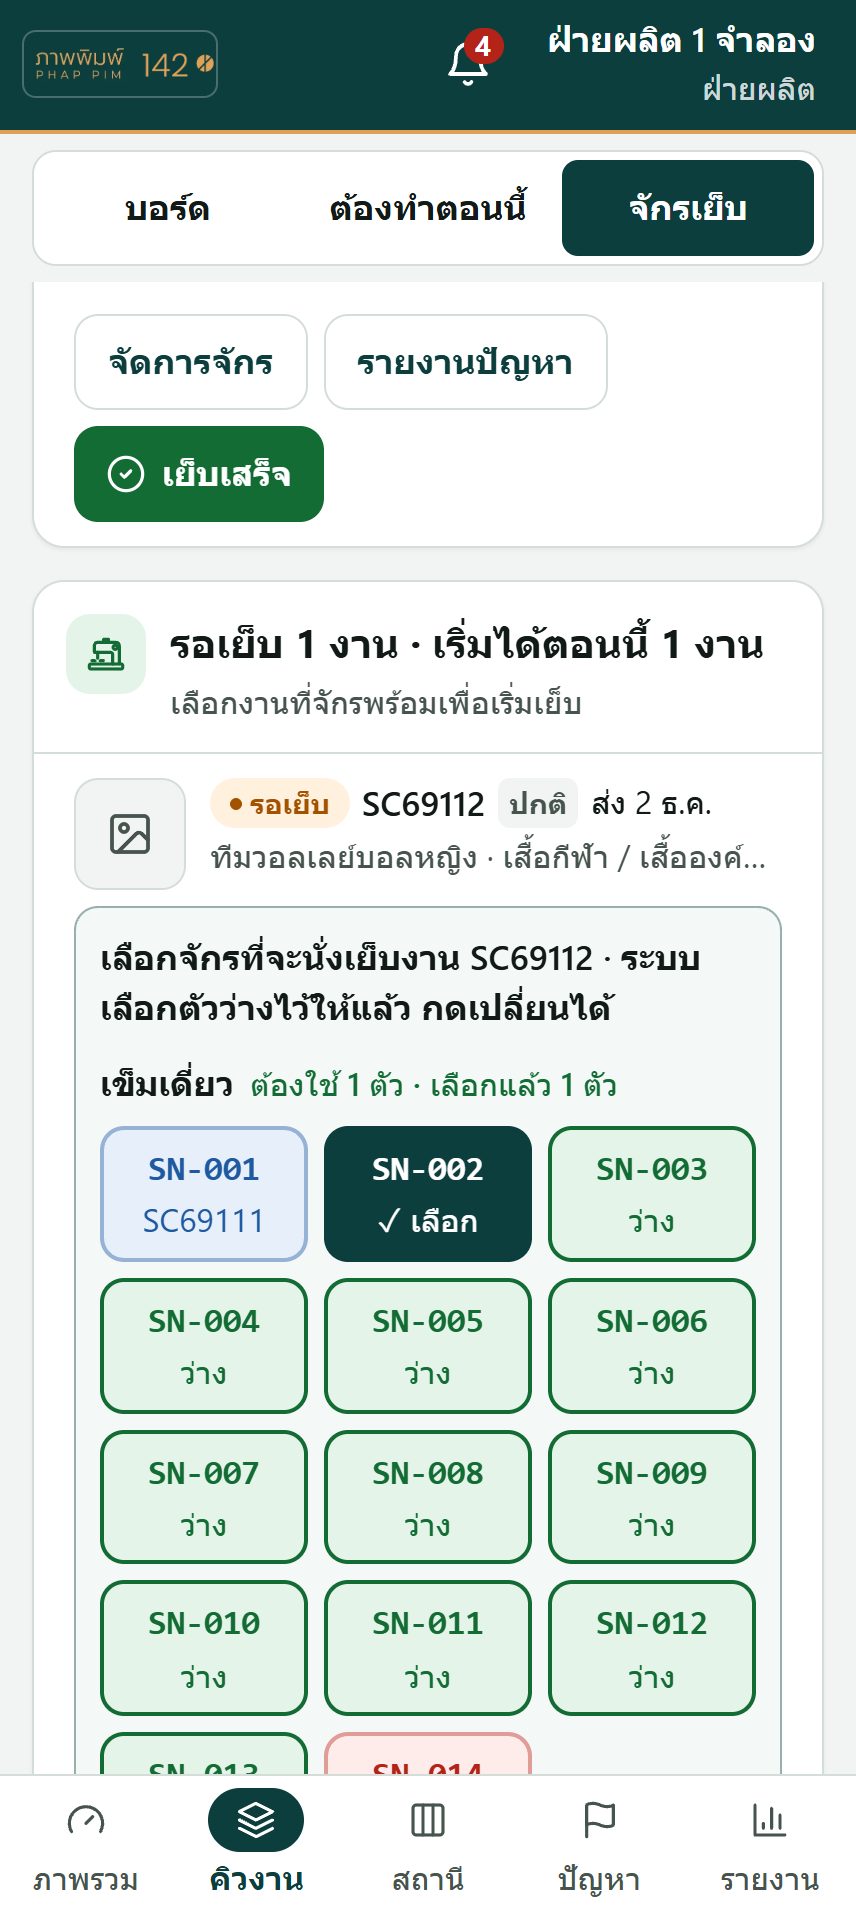 ภาพพิมพ์ 142
PHAP PIM
4
ฝ่ายผลิต 1 จำลอง
ฝ่ายผลิต
บอร์ด ต้องทำตอนนี้ จักรเย็บ
จัดการจักร รายงานปัญหา
เย็บเสร็จ
รอเย็บ 1 งาน · เริ่มได้ตอนนี้ 1 งาน
เลือกงานที่จักรพร้อมเพื่อเริ่มเย็บ
รอเย็บ SC69112 ปกติ ส่ง 2 ธ.ค.
ทีมวอลเลย์บอลหญิง · เสื้อกีฬา / เสื้อองค์...
เลือกจักรที่จะนั่งเย็บงาน SC69112 · ระบบ
เลือกตัวว่างไว้ให้แล้ว กดเปลี่ยนได้
เข็มเดี่ยว ต้องใช้ 1 ตัว · เลือกแล้ว 1 ตัว
SN-001 SN-002 SN-003
SC69111 ✓ เลือก ว่าง
SN-004 SN-005 SN-006
ว่าง ว่าง ว่าง
SN-007 SN-008 SN-009
ว่าง ว่าง ว่าง
SN-010 SN-011 SN-012
ว่าง ว่าง ว่าง
SN-013 SN-014
ภาพรวม คิวงาน สถานี ปัญหา รายงาน